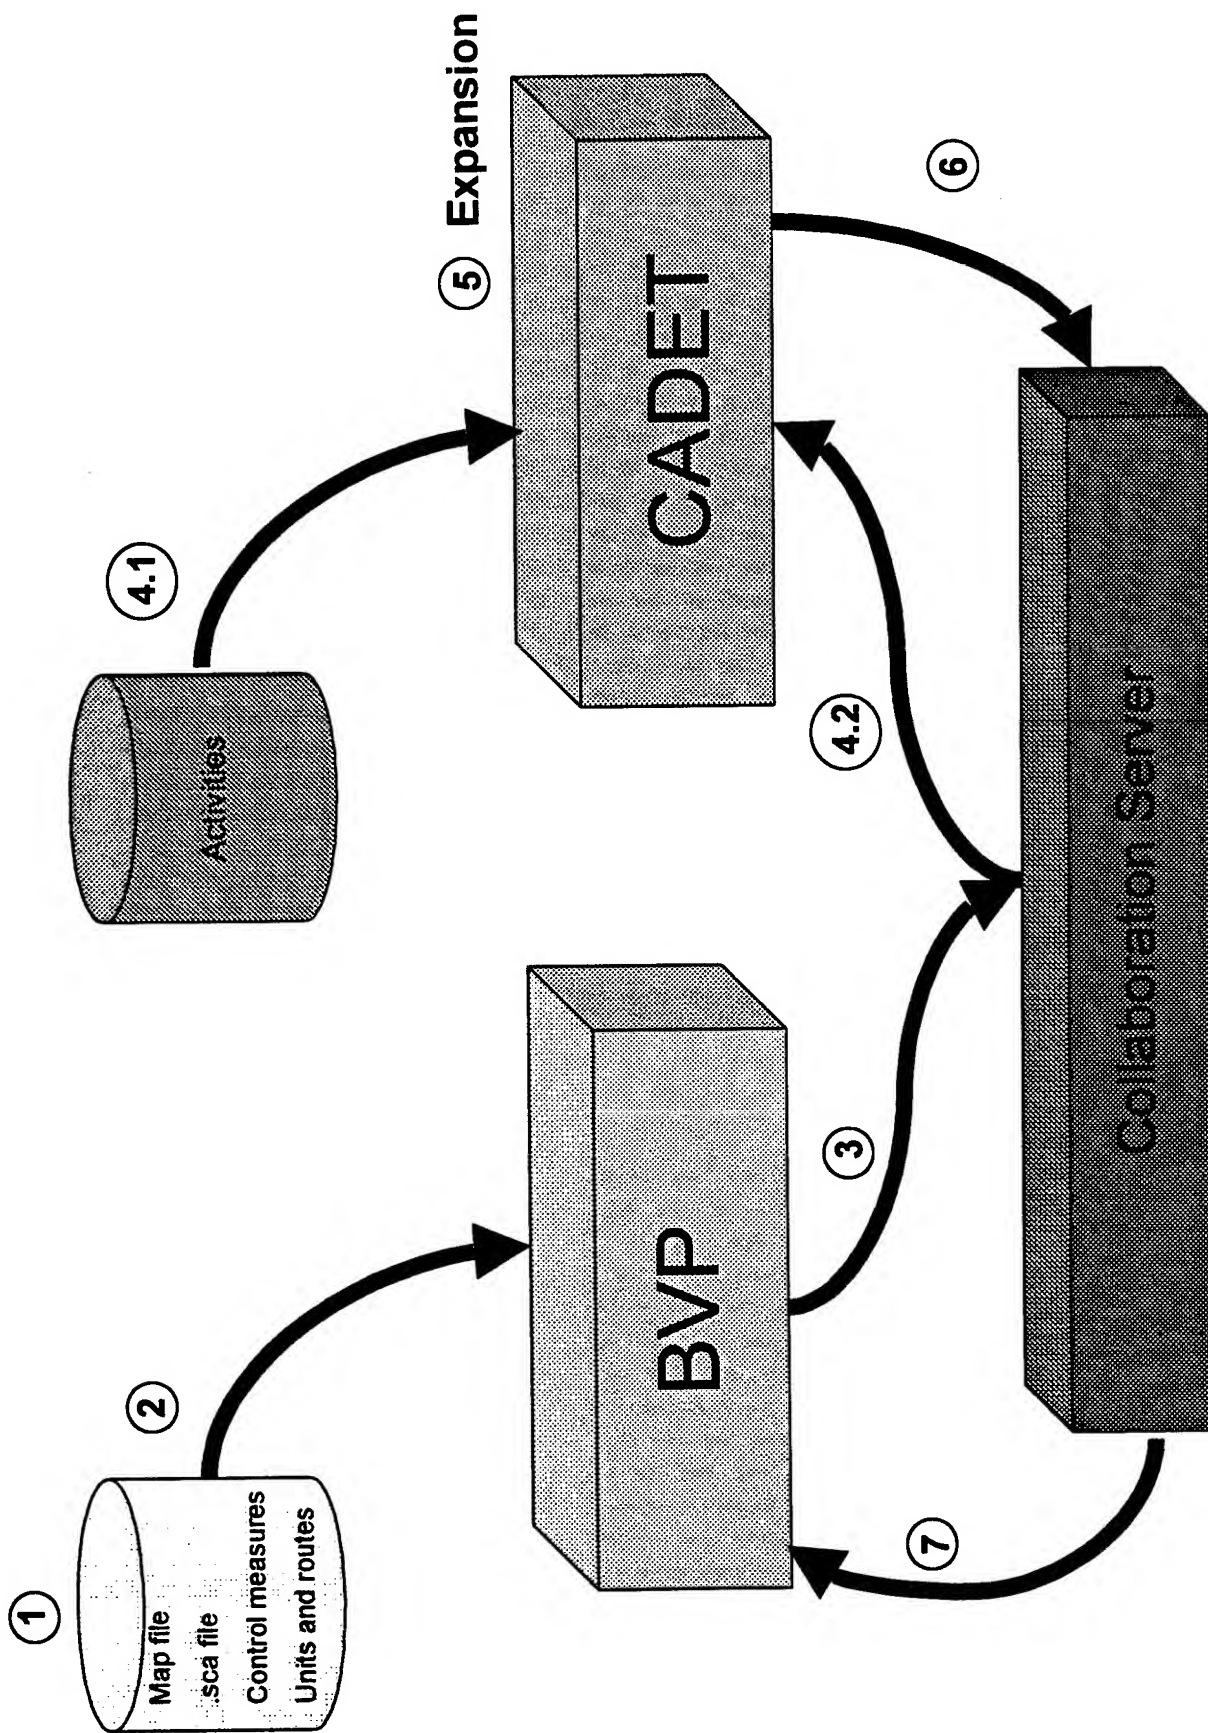 1
Map file
.sca file
Control measures
Units and routes
2
BVP
3
Activities
4.1
4.2
5 Expansion
CADET
6
Collaboration Server
7